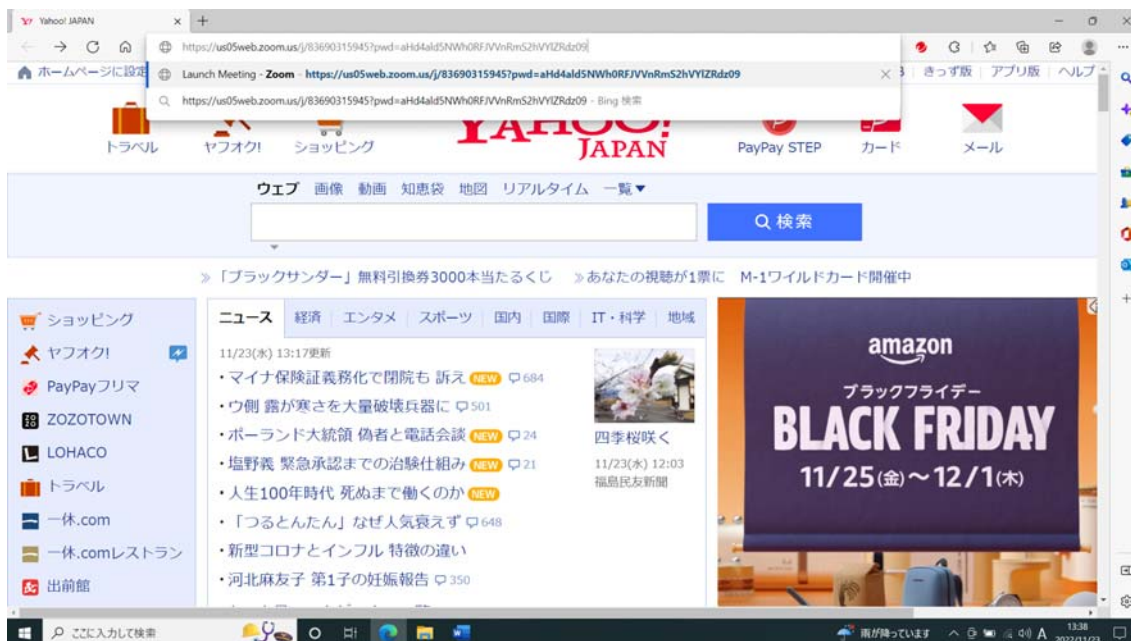 Yahoo! JAPAN
https://us05web.zoom.us/j/83690315945?pwd=aHd4ald5NWh0RFJVVnRmS2hVYlZRdz09
ホームページに設定
きっず版 アプリ版 ヘルプ
Launch Meeting - Zoom - https://us05web.zoom.us/j/83690315945?pwd=aHd4ald5NWh0RFJVVnRmS2hVYlZRdz09
https://us05web.zoom.us/j/83690315945?pwd=aHd4ald5NWh0RFJVVnRmS2hVYlZRdz09 - Bing 検索
YAHOO!
JAPAN
トラベル ヤフオク! ショッピング PayPay STEP カード メール
ウェブ 画像 動画 知恵袋 地図 リアルタイム 一覧▼
検索
「ブラックサンダー」無料引換券3000本当たるくじ あなたの視聴が1票に M-1ワイルドカード開催中
ショッピング
ヤフオク!
PayPayフリマ
ZOZOTOWN
LOHACO
トラベル
一休.com
一休.comレストラン
出前館
ニュース 経済 エンタメ スポーツ 国内 国際 IT・科学 地域
11/23(水) 13:17更新
・マイナ保険証義務化で閉院も 訴え NEW 684
・ウ側 露が寒さを大量破壊兵器に 501
・ポーランド大統領 偽者と電話会談 NEW 24
・塩野義 緊急承認までの治験仕組み NEW 21
・人生100年時代 死ぬまで働くのか NEW
・「つるとんたん」なぜ人気衰えず 648
・新型コロナとインフル 特徴の違い
・河北麻友子 第1子の妊娠報告 350
四季桜咲く
11/23(水) 12:03
福島民友新聞
amazon
ブラックフライデー
BLACK FRIDAY
11/25(金)～12/1(木)
ここに入力して検索
雨が降っています
A
13:38
2022/11/23